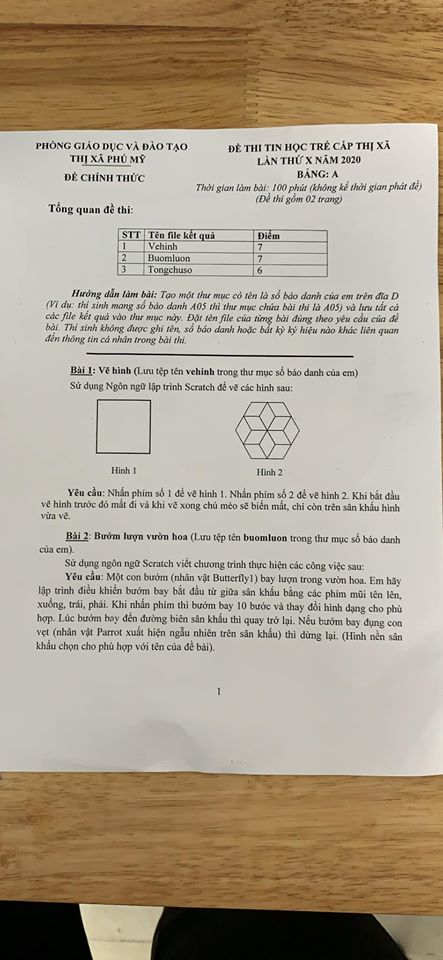 PHÒNG GIÁO DỤC VÀ ĐÀO TẠO
THỊ XÃ PHÚ MỸ
ĐỀ CHÍNH THỨC
ĐỀ THI TIN HỌC TRẺ CẤP THỊ XÃ
LẦN THỨ X NĂM 2020
BẢNG: A
Thời gian làm bài: 100 phút (không kể thời gian phát đề)
(Đề thi gồm 02 trang)
Tổng quan đề thi:
STT Tên file kết quả Điểm
1 Vehinh 7
2 Buomluon 7
3 Tongchuso 6
Hướng dẫn làm bài: Tạo một thư mục có tên là số báo danh của em trên đĩa D
(Ví dụ: thí sinh mang số báo danh A05 thì thư mục chứa bài thi là A05) và lưu tất cả
các file kết quả vào thư mục này. Đặt tên file của từng bài đúng theo yêu cầu của đề
bài. Thí sinh không được ghi tên, số báo danh hoặc bất kỳ ký hiệu nào khác liên quan
đến thông tin cá nhân trong bài thi.
Bài 1: Vẽ hình (Lưu tệp tên vehinh trong thư mục số báo danh của em)
Sử dụng Ngôn ngữ lập trình Scratch để vẽ các hình sau:
Hình 1
Hình 2
Yêu cầu: Nhấn phím số 1 để vẽ hình 1. Nhấn phím số 2 để vẽ hình 2. Khi bắt đầu
vẽ hình trước đó mất đi và khi vẽ xong chú mèo sẽ biến mất, chỉ còn trên sân khấu hình
vừa vẽ.
Bài 2: Bướm lượn vườn hoa (Lưu tệp tên buomluon trong thư mục số báo danh
của em).
Sử dụng ngôn ngữ Scratch viết chương trình thực hiện các công việc sau:
Yêu cầu: Một con bướm (nhân vật Butterfly1) bay lượn trong vườn hoa. Em hãy
lập trình điều khiển bướm bay bắt đầu từ giữa sân khấu bằng các phím mũi tên lên,
xuống, trái, phải. Khi nhấn phím thì bướm bay 10 bước và thay đổi hình dạng cho phù
hợp. Lúc bướm bay đến đường biên sân khấu thì quay trở lại. Nếu bướm bay đụng con
vẹt (nhân vật Parrot xuất hiện ngẫu nhiên trên sân khấu) thì dừng lại. (Hình nền sân
khấu chọn cho phù hợp với tên của đề bài).
1